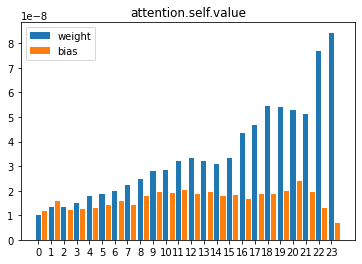 attention.self.value
1e−8
weight
bias
8
7
6
5
4
3
2
1
0
0 1 2 3 4 5 6 7 8 9 10 11 12 13 14 15 16 17 18 19 20 21 22 23